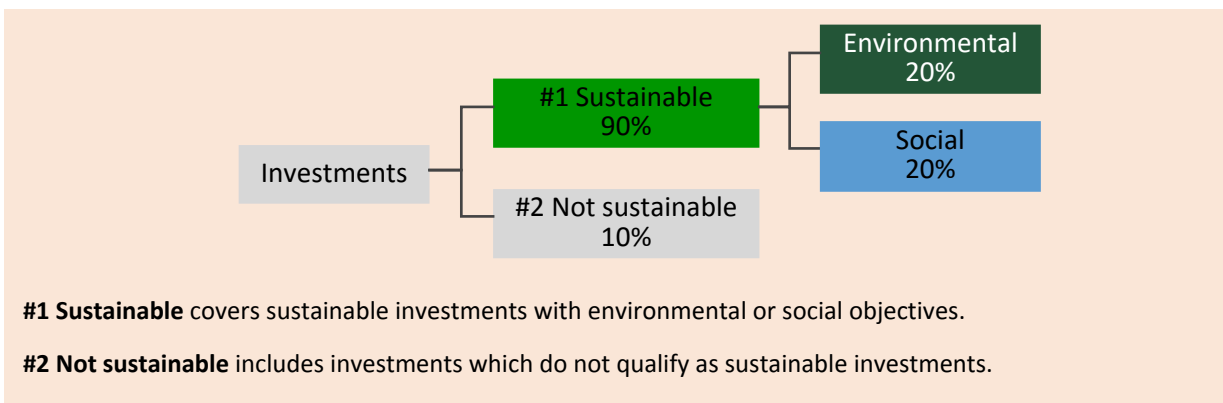 Environmental
20%
#1 Sustainable
90%
Social
20%
Investments
#2 Not sustainable
10%
#1 Sustainable covers sustainable investments with environmental or social objectives.
#2 Not sustainable includes investments which do not qualify as sustainable investments.